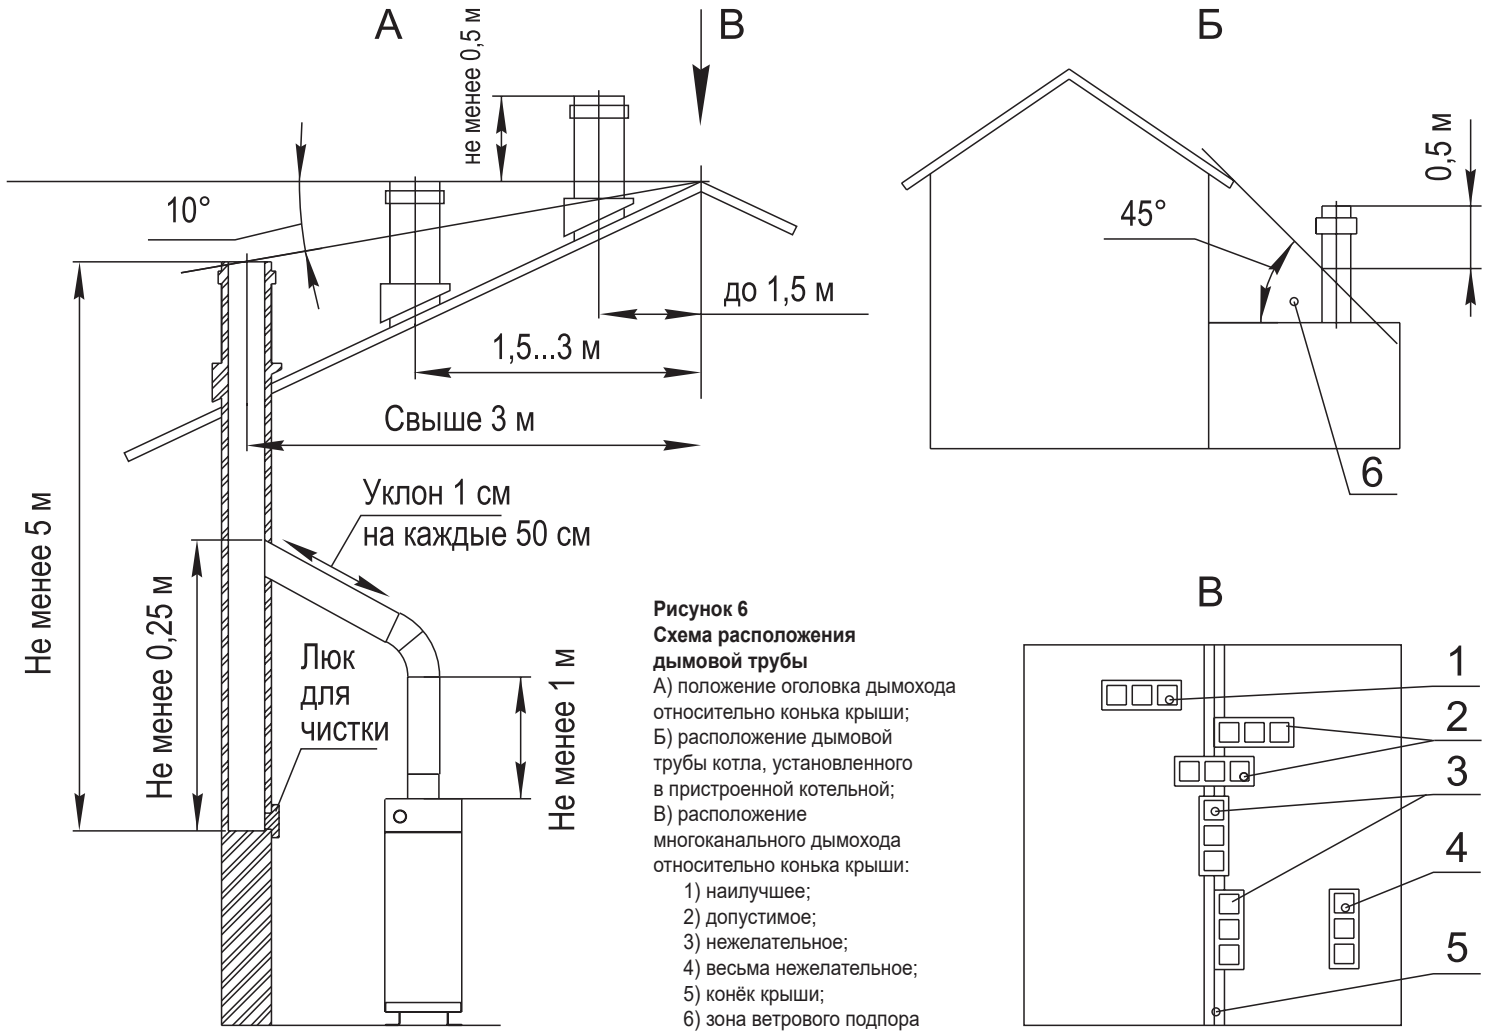 А
В
Б
не менее 0,5 м
10°
до 1,5 м
1,5...3 м
Свыше 3 м
Не менее 5 м
Уклон 1 см
на каждые 50 см
Не менее 0,25 м
Люк
для
чистки
Не менее 1 м
45°
0,5 м
6
Рисунок 6
Схема расположения
дымовой трубы
А) положение оголовка дымохода
относительно конька крыши;
Б) расположение дымовой
трубы котла, установленного
в пристроенной котельной;
В) расположение
многоканального дымохода
относительно конька крыши:
1) наилучшее;
2) допустимое;
3) нежелательное;
4) весьма нежелательное;
5) конёк крыши;
6) зона ветрового подпора
В
1
2
3
4
5